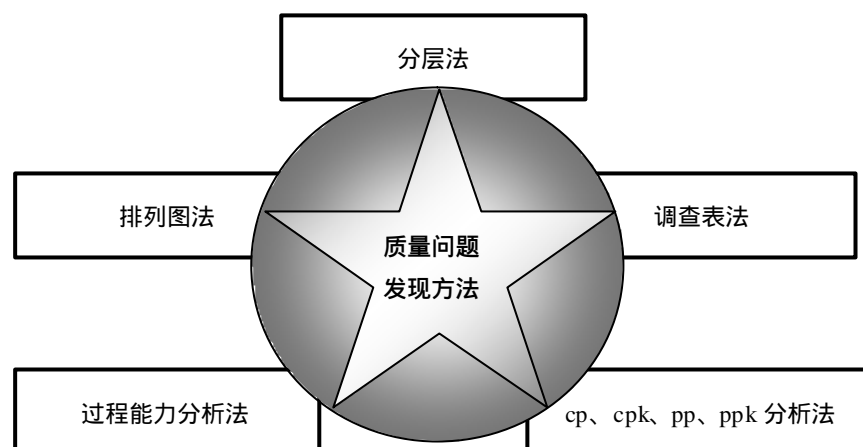 分层法
排列图法
调查表法
质量问题
发现方法
过程能力分析法
cp、cpk、pp、ppk 分析法